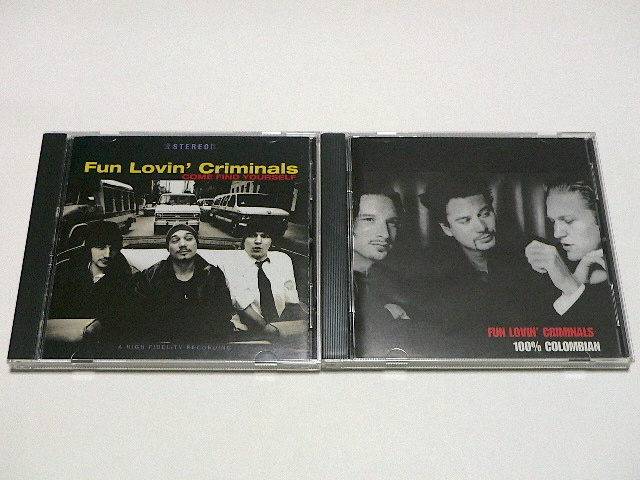 STEREO
Fun Lovin' Criminals
COME FIND YOURSELF
A HIGH FIDELITY RECORDING
FUN LOVIN' CRIMINALS
100% COLOMBIAN